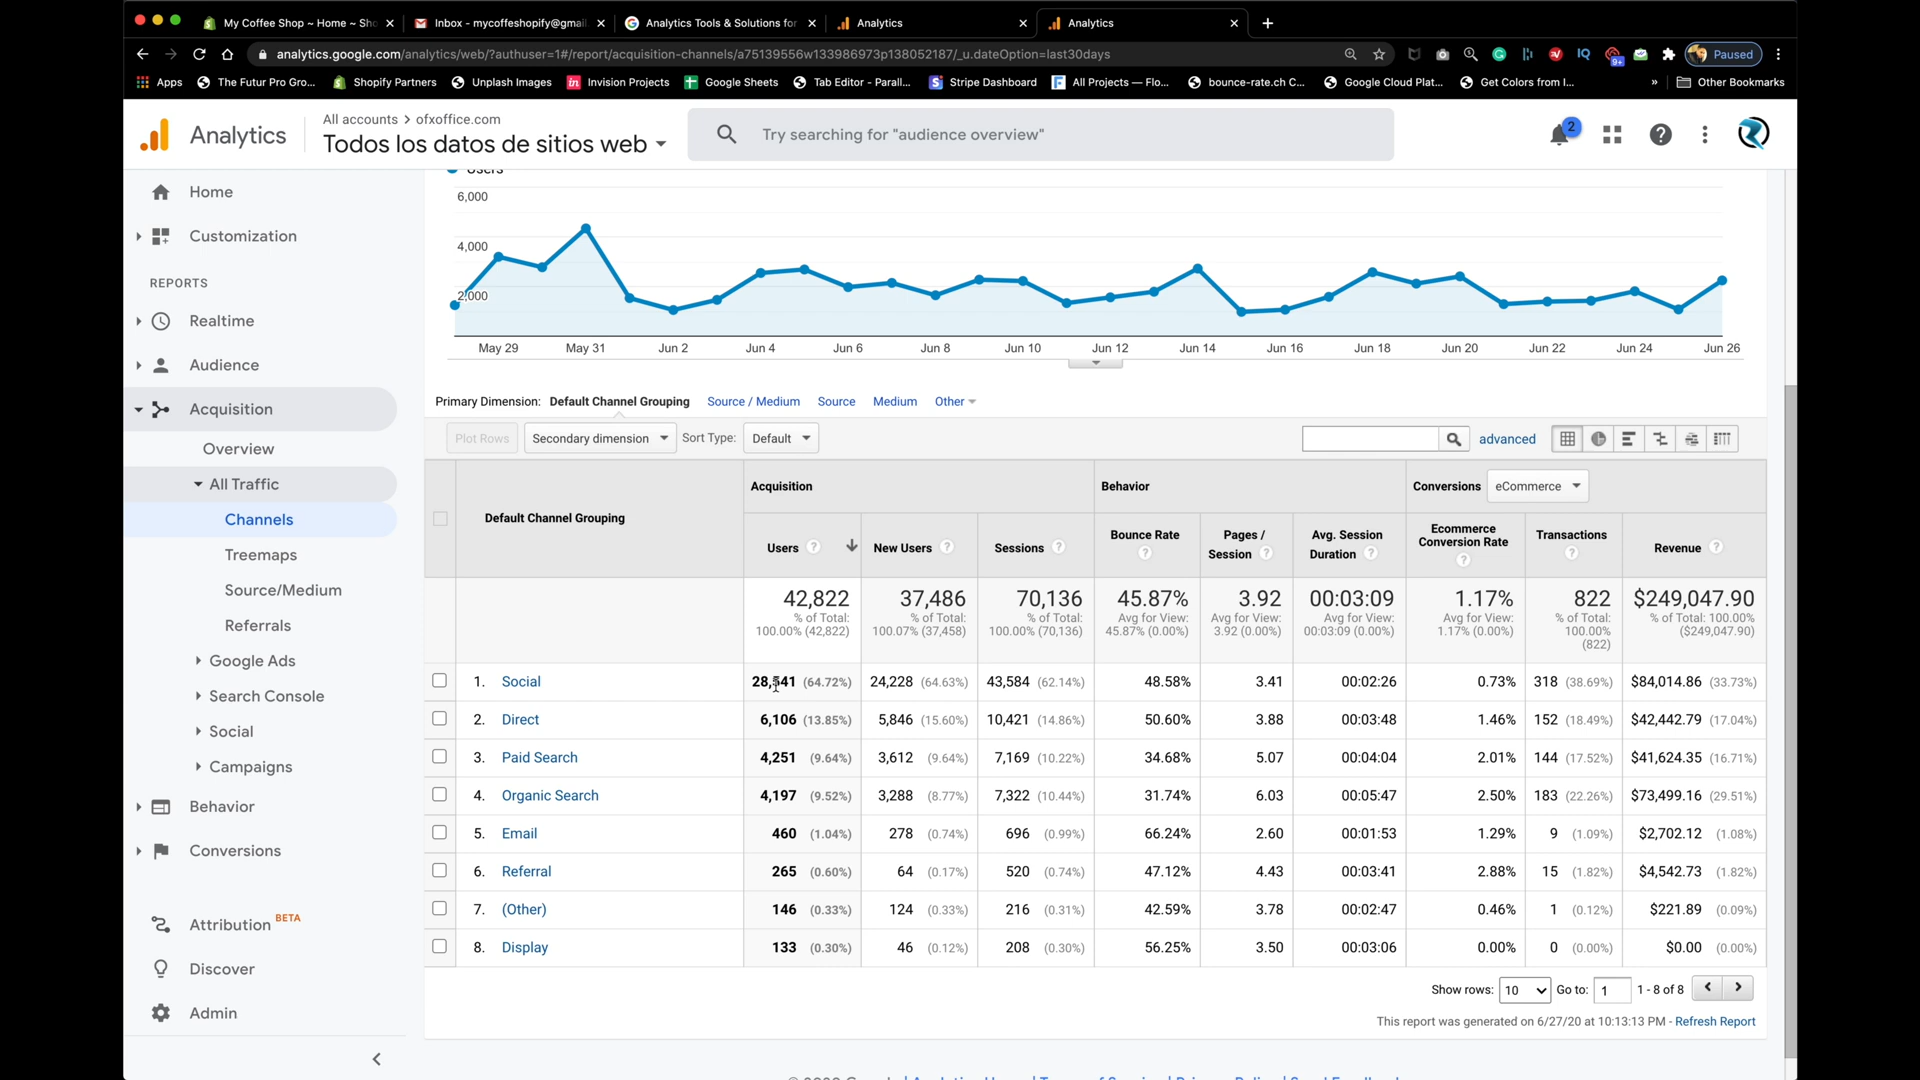 My Coffee Shop ~ Home ~ Sho
Inbox - mycoffeshopify@gmai
Analytics Tools & Solutions for
Analytics
Analytics
analytics.google.com/analytics/web/?authuser=1#/report/acquisition-channels/a75139556w133986973p138052187/_u.dateOption=last30days
Paused
Apps
The Futur Pro Gro...
Shopify Partners
Unplash Images
Invision Projects
Google Sheets
Tab Editor - Parall...
Stripe Dashboard
All Projects — Flo...
bounce-rate.ch C...
Google Cloud Plat...
Get Colors from I...
»
Other Bookmarks
Analytics
All accounts > ofxoffice.com
Todos los datos de sitios web
Try searching for "audience overview"
2
Home
Customization
REPORTS
Realtime
Audience
Acquisition
Overview
All Traffic
Channels
Treemaps
Source/Medium
Referrals
Google Ads
Search Console
Social
Campaigns
Behavior
Conversions
Attribution BETA
Discover
Admin
Users
6,000
4,000
2,000
May 29 May 31 Jun 2 Jun 4 Jun 6 Jun 8 Jun 10 Jun 12 Jun 14 Jun 16 Jun 18 Jun 20 Jun 22 Jun 24 Jun 26
Primary Dimension: Default Channel Grouping Source / Medium Source Medium Other
Plot Rows Secondary dimension Sort Type: Default advanced
Default Channel Grouping
Acquisition Behavior Conversions eCommerce
Users ? New Users ? Sessions ? Bounce Rate ? Pages / Session ? Avg. Session Duration ? Ecommerce Conversion Rate ? Transactions ? Revenue ?
42,822 37,486 70,136 45.87% 3.92 00:03:09 1.17% 822 $249,047.90
% of Total: 100.00% (42,822) % of Total: 100.07% (37,458) % of Total: 100.00% (70,136) Avg for View: 45.87% (0.00%) Avg for View: 3.92 (0.00%) Avg for View: 00:03:09 (0.00%) Avg for View: 1.17% (0.00%) % of Total: 100.00% (822) % of Total: 100.00% ($249,047.90)
1. Social 28,541 (64.72%) 24,228 (64.63%) 43,584 (62.14%) 48.58% 3.41 00:02:26 0.73% 318 (38.69%) $84,014.86 (33.73%)
2. Direct 6,106 (13.85%) 5,846 (15.60%) 10,421 (14.86%) 50.60% 3.88 00:03:48 1.46% 152 (18.49%) $42,442.79 (17.04%)
3. Paid Search 4,251 (9.64%) 3,612 (9.64%) 7,169 (10.22%) 34.68% 5.07 00:04:04 2.01% 144 (17.52%) $41,624.35 (16.71%)
4. Organic Search 4,197 (9.52%) 3,288 (8.77%) 7,322 (10.44%) 31.74% 6.03 00:05:47 2.50% 183 (22.26%) $73,499.16 (29.51%)
5. Email 460 (1.04%) 278 (0.74%) 696 (0.99%) 66.24% 2.60 00:01:53 1.29% 9 (1.09%) $2,702.12 (1.08%)
6. Referral 265 (0.60%) 64 (0.17%) 520 (0.74%) 47.12% 4.43 00:03:41 2.88% 15 (1.82%) $4,542.73 (1.82%)
7. (Other) 146 (0.33%) 124 (0.33%) 216 (0.31%) 42.59% 3.78 00:02:47 0.46% 1 (0.12%) $221.89 (0.09%)
8. Display 133 (0.30%) 46 (0.12%) 208 (0.30%) 56.25% 3.50 00:03:06 0.00% 0 (0.00%) $0.00 (0.00%)
Show rows: 10 Go to: 1 1 - 8 of 8
This report was generated on 6/27/20 at 10:13:13 PM - Refresh Report